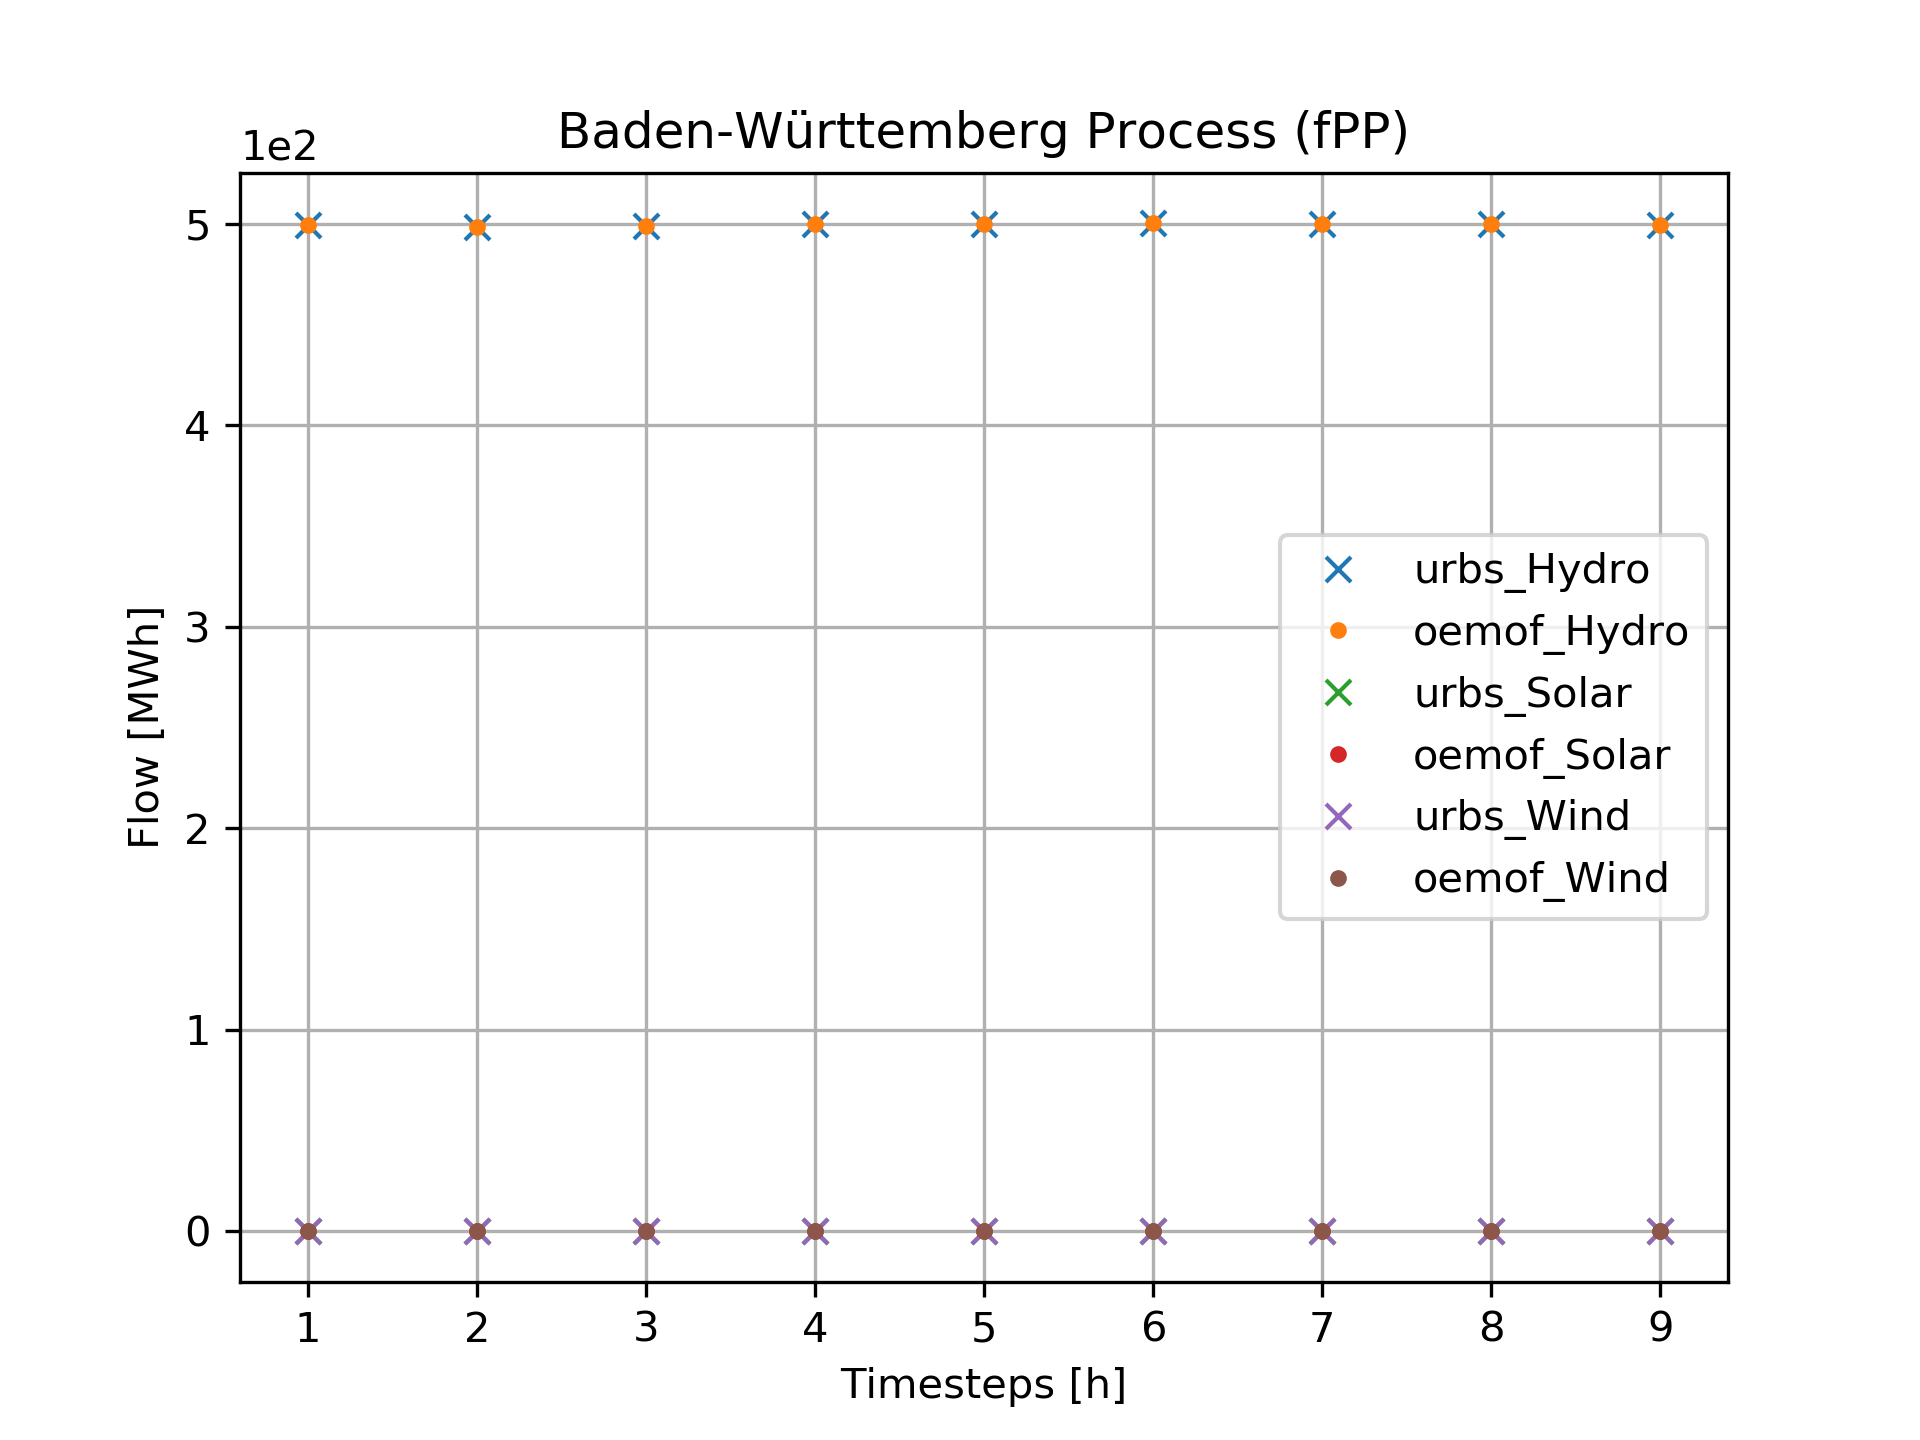 Baden-Württemberg Process (fPP)
1e2
5
4
3
2
1
0
Flow [MWh]
urbs_Hydro
oemof_Hydro
urbs_Solar
oemof_Solar
urbs_Wind
oemof_Wind
1 2 3 4 5 6 7 8 9
Timesteps [h]